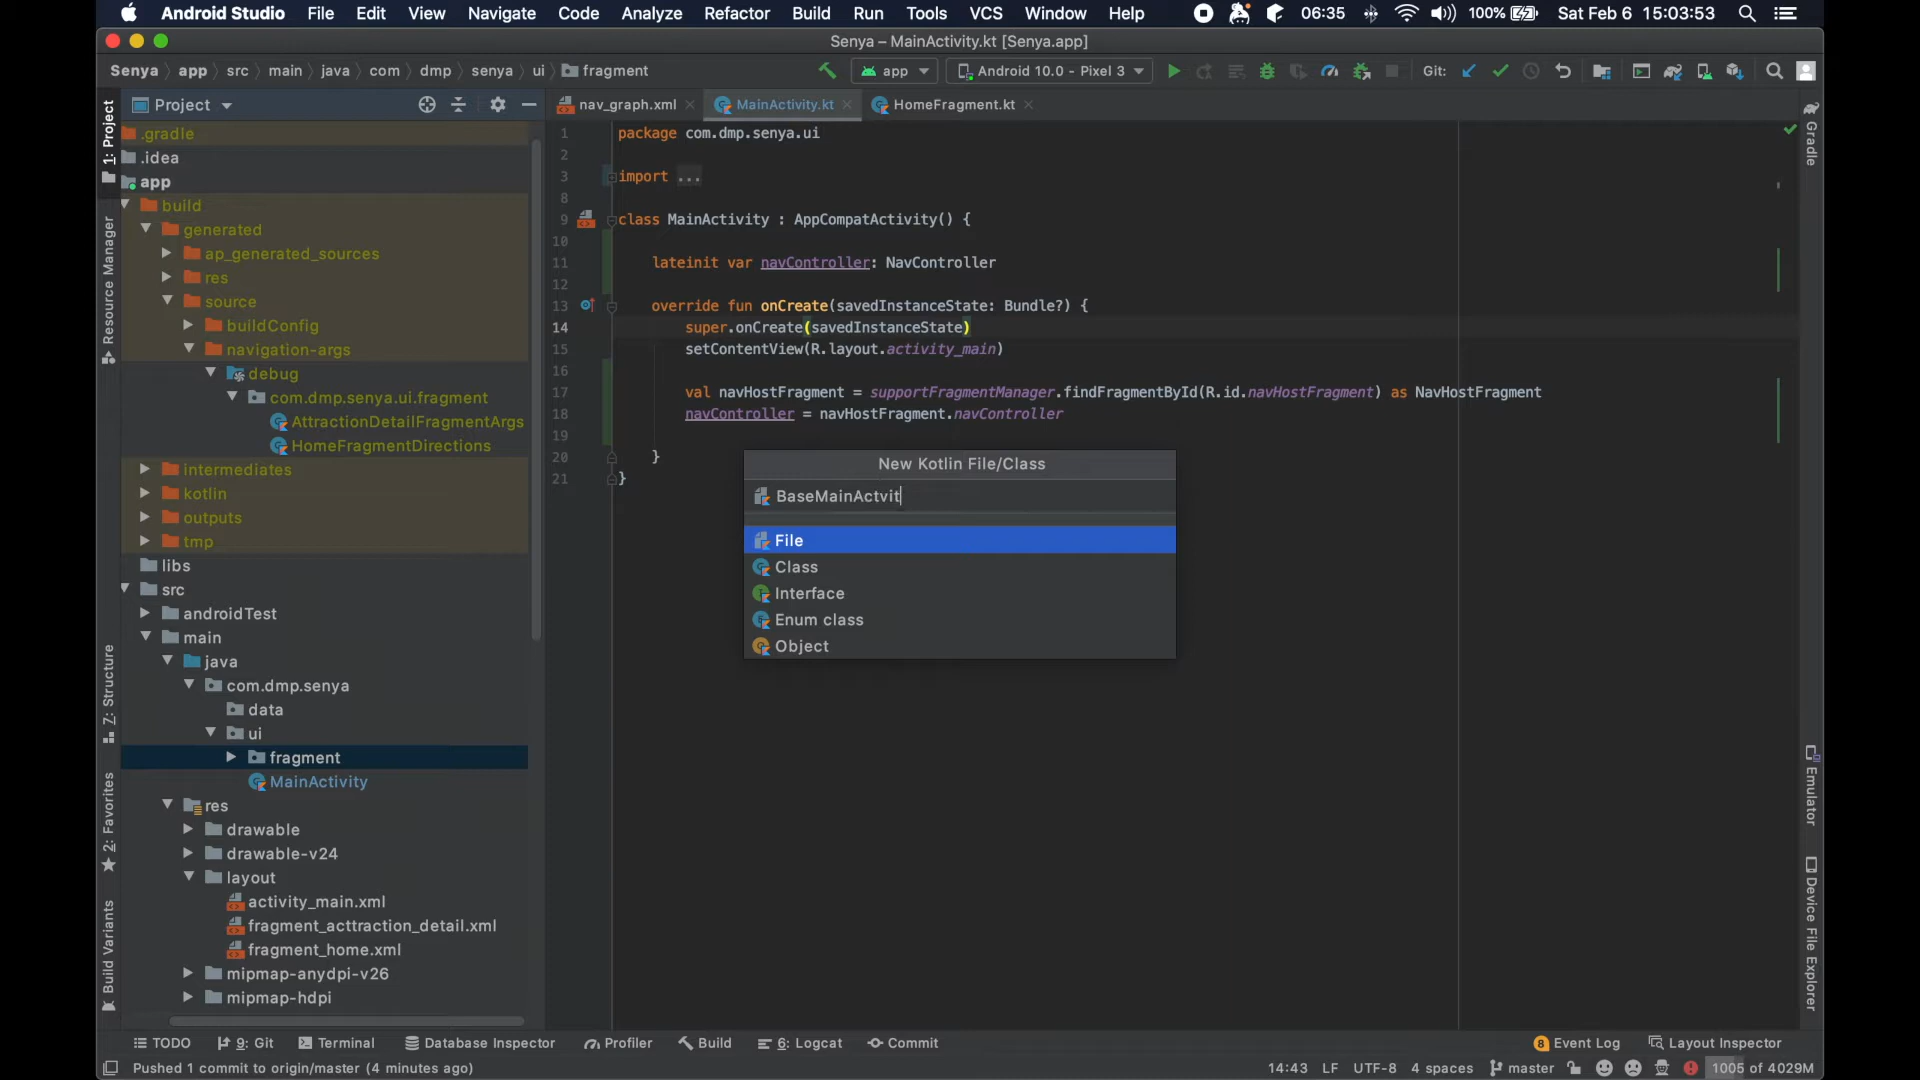 Android Studio File Edit View Navigate Code Analyze Refactor Build Run Tools VCS Window Help 06:35 100% Sat Feb 6 15:03:53
Senya – MainActivity.kt [Senya.app]
Senya app src main java com dmp senya ui fragment app Android 10.0 - Pixel 3 Git:
Project nav_graph.xml MainActivity.kt HomeFragment.kt
1: Project
Resource Manager
Z: Structure
2: Favorites
Build Variants
.gradle
.idea
app
build
generated
ap_generated_sources
res
source
buildConfig
navigation-args
debug
com.dmp.senya.ui.fragment
AttractionDetailFragmentArgs
HomeFragmentDirections
intermediates
kotlin
outputs
tmp
libs
src
androidTest
main
java
com.dmp.senya
data
ui
fragment
MainActivity
res
drawable
drawable-v24
layout
activity_main.xml
fragment_acttraction_detail.xml
fragment_home.xml
mipmap-anydpi-v26
mipmap-hdpi
1 package com.dmp.senya.ui
2
3 import ...
8
9 class MainActivity : AppCompatActivity() {
10
11 lateinit var navController: NavController
12
13 override fun onCreate(savedInstanceState: Bundle?) {
14 super.onCreate(savedInstanceState)
15 setContentView(R.layout.activity_main)
16
17 val navHostFragment = supportFragmentManager.findFragmentById(R.id.navHostFragment) as NavHostFragment
18 navController = navHostFragment.navController
19
20 }
21 }
New Kotlin File/Class
BaseMainActvit
File
Class
Interface
Enum class
Object
Gradle
Emulator
Device File Explorer
TODO 9: Git Terminal Database Inspector Profiler Build 6: Logcat Commit 8 Event Log Layout Inspector
Pushed 1 commit to origin/master (4 minutes ago) 14:43 LF UTF-8 4 spaces master 1005 of 4029M